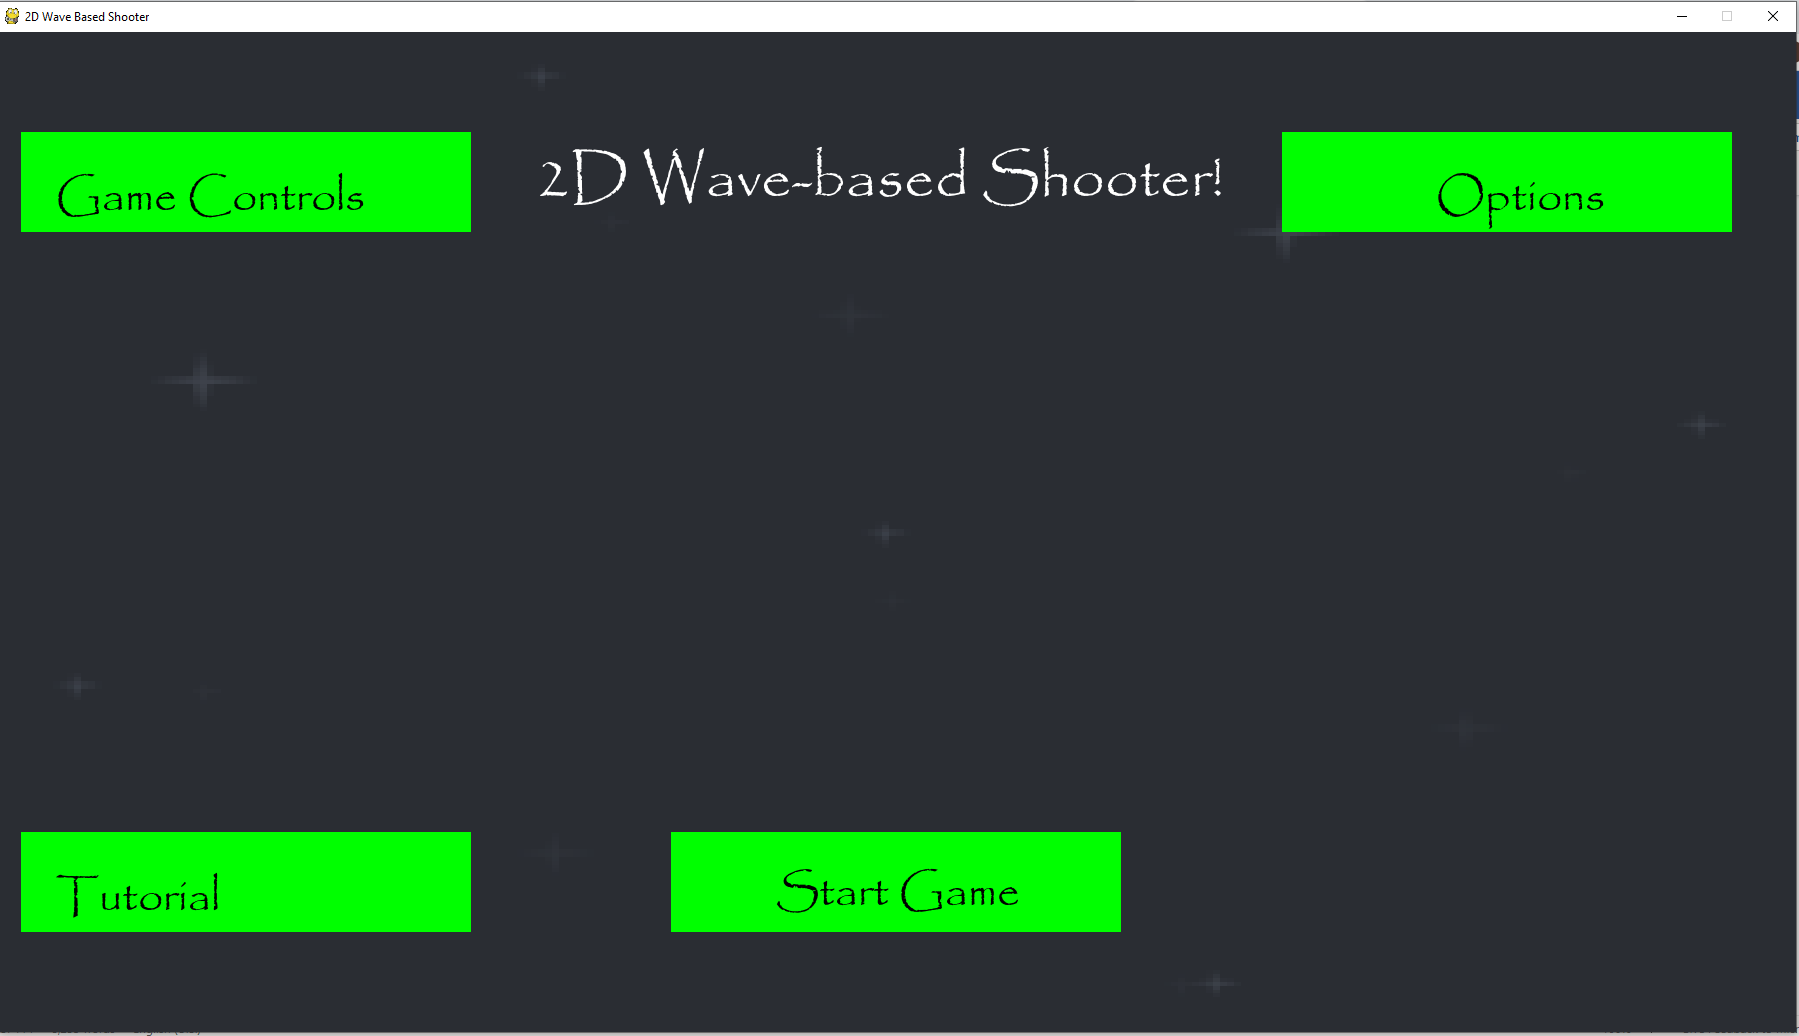 2D Wave Based Shooter
Game Controls
2D Wave-based Shooter!
Options
Tutorial
Start Game